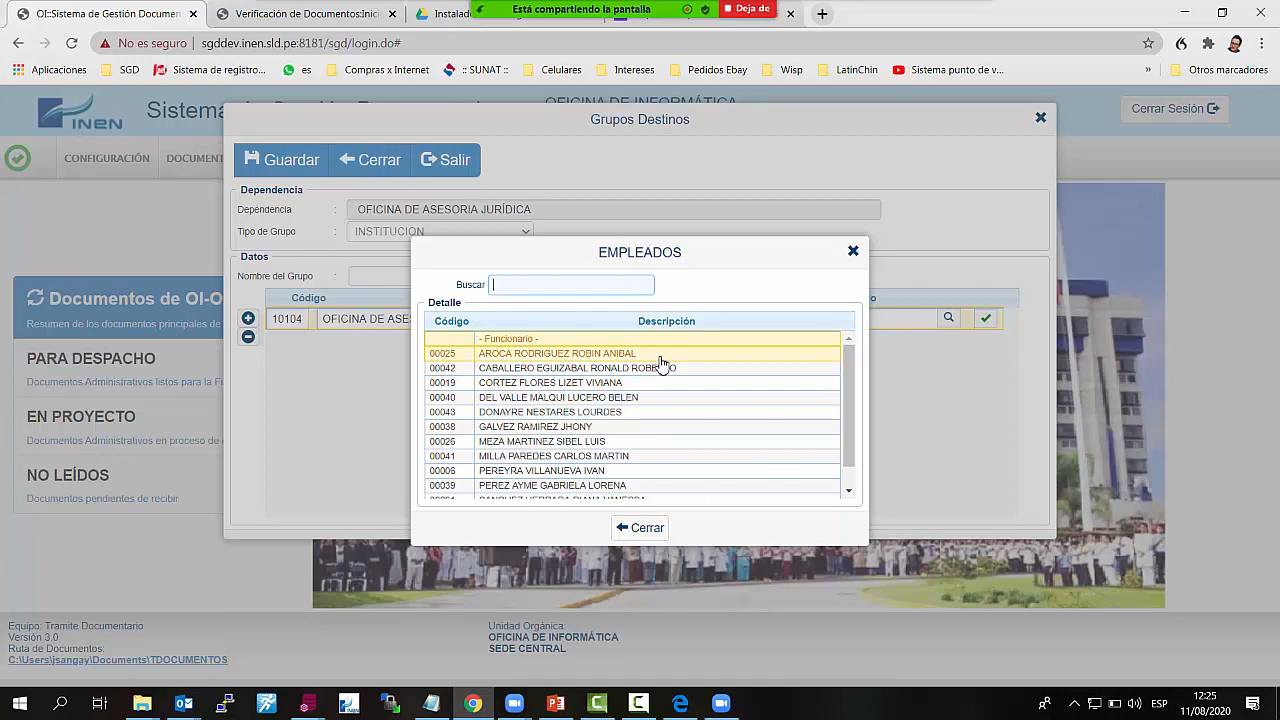 OI:Sistema de Gestión Documen
Verificación de Documentos:Inici
Instalad
Está compartiendo la pantalla
Deja de
No es seguro
sgddev.inen.sld.pe:8181/sgd/login.do#
Aplicaciones
SGD
Sistema de registro...
es
Compras x Internet
:: SUNAT ::
Celulares
Intereses
Pedidos Ebay
Wisp
LatinChin
Sistema punto de v...
»
Otros marcadores
INEN
Sistema
OFICINA DE INFORMÁTICA
Cerrar Sesión
Grupos Destinos
CONFIGURACIÓN
DOCUMENT
Guardar
Cerrar
Salir
Dependencia
Dependencia :
OFICINA DE ASESORIA JURÍDICA
Tipo de Grupo :
INSTITUCION
Datos
Nombre del Grupo :
Código
10104
OFICINA DE ASES
EMPLEADOS
Buscar
Detalle
Código Descripción
- Funcionario -
00025 AROCA RODRIGUEZ ROBIN ANIBAL
00042 CABALLERO EGUIZABAL RONALD
00019 CORTEZ FLORES LIZET VIVIANA
00040 DEL VALLE MALQUI LUCERO BELEN
00043 DONAYRE NESTARES LOURDES
00038 GALVEZ RAMIREZ JHONY
00026 MEZA MARTINEZ SIBEL LUIS
00041 MILLA PAREDES CARLOS MARTIN
00006 PEREYRA VILLANUEVA IVAN
00039 PEREZ AYME GABRIELA LORENA
Cerrar
Documentos de OI-O
Resumen de los documentos principales de
PARA DESPACHO
Documentos Administrativos listos para la F
EN PROYECTO
Documentos Administrativos en proceso de
NO LEÍDOS
Documentos pendientes de recibir
Equipo: Tramite Documentario
Versión 3.0
Ruta de Documentos:
C:\Users\jsangay\Documents\TDOCUMENTOS
Unidad Orgánica:
OFICINA DE INFORMÁTICA
SEDE CENTRAL
ESP
12:25
11/08/2020